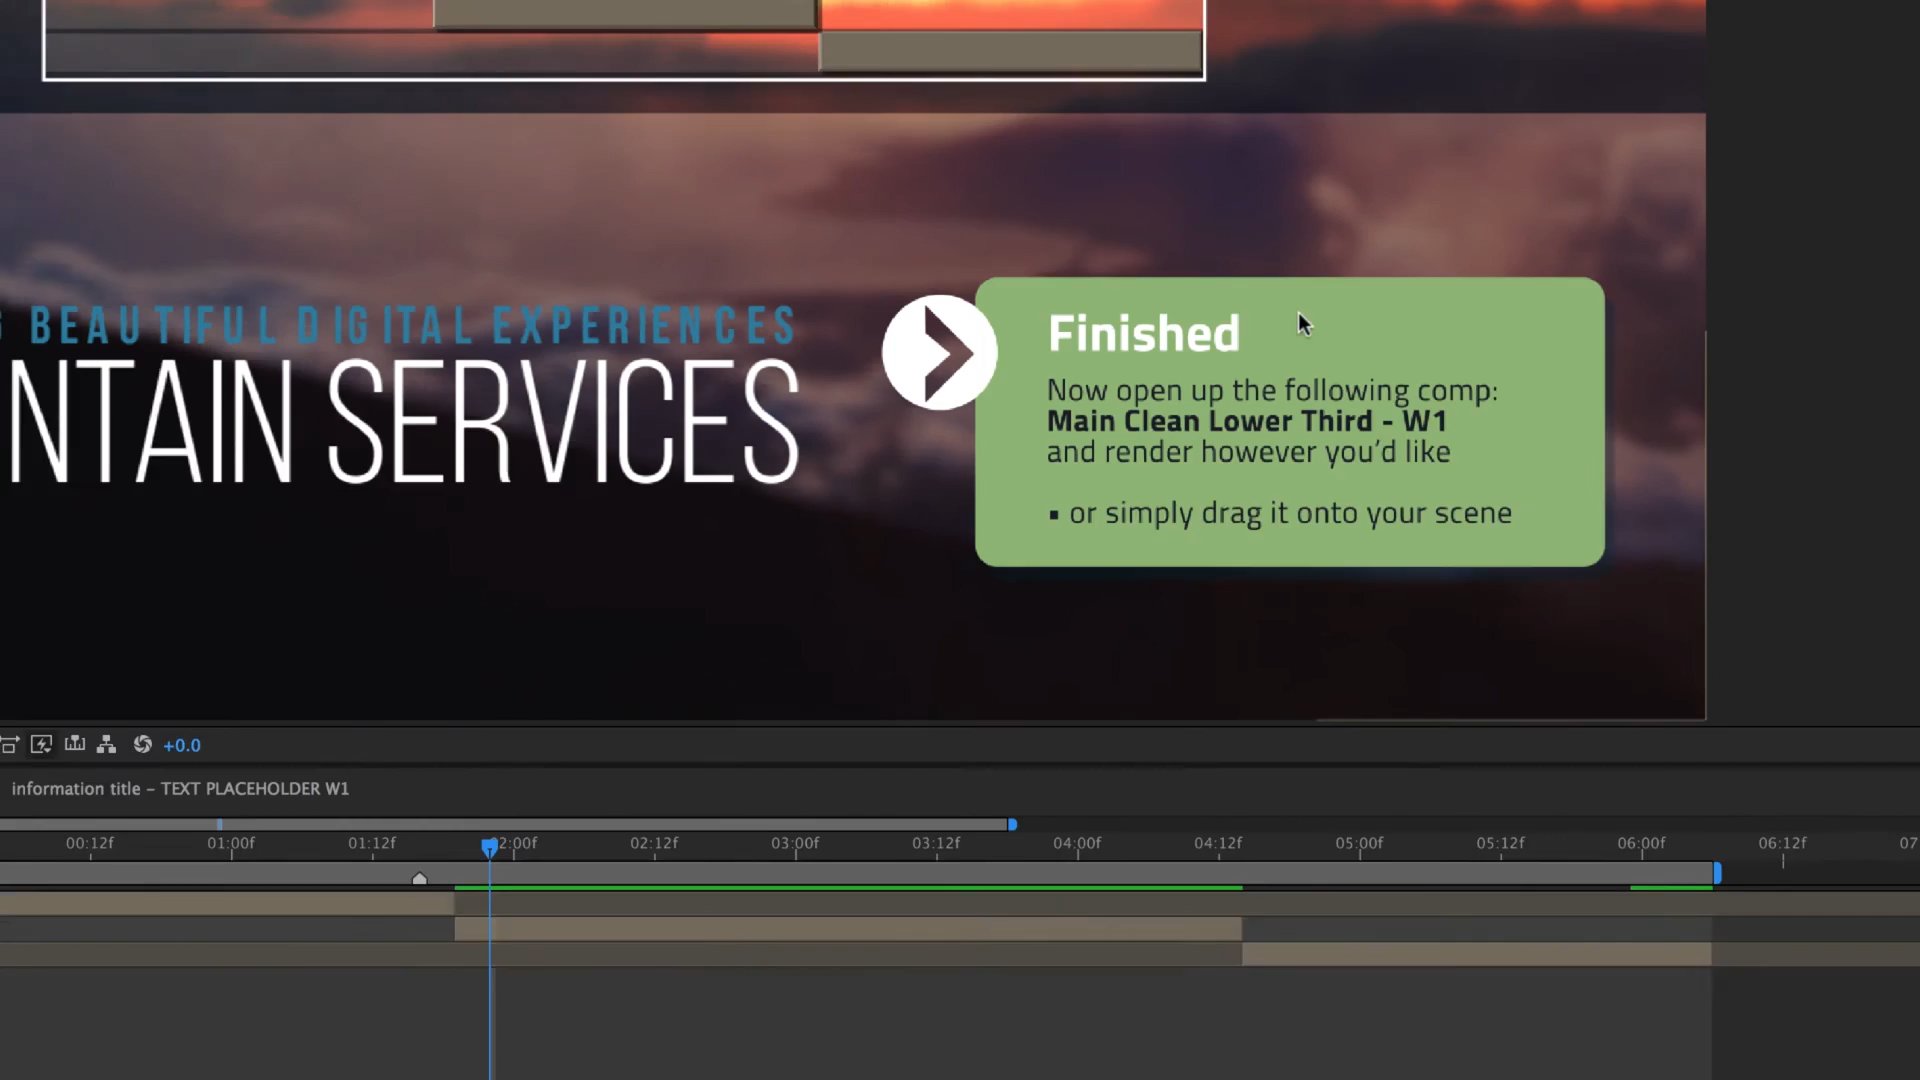 BEAUTIFUL DIGITAL EXPERIENCES
NTAIN SERVICES
Finished
Now open up the following comp:
Main Clean Lower Third - W1
and render however you'd like
▪ or simply drag it onto your scene
+0.0
information title – TEXT PLACEHOLDER W1
00:12f 01:00f 01:12f 02:00f 02:12f 03:00f 03:12f 04:00f 04:12f 05:00f 05:12f 06:00f 06:12f 07